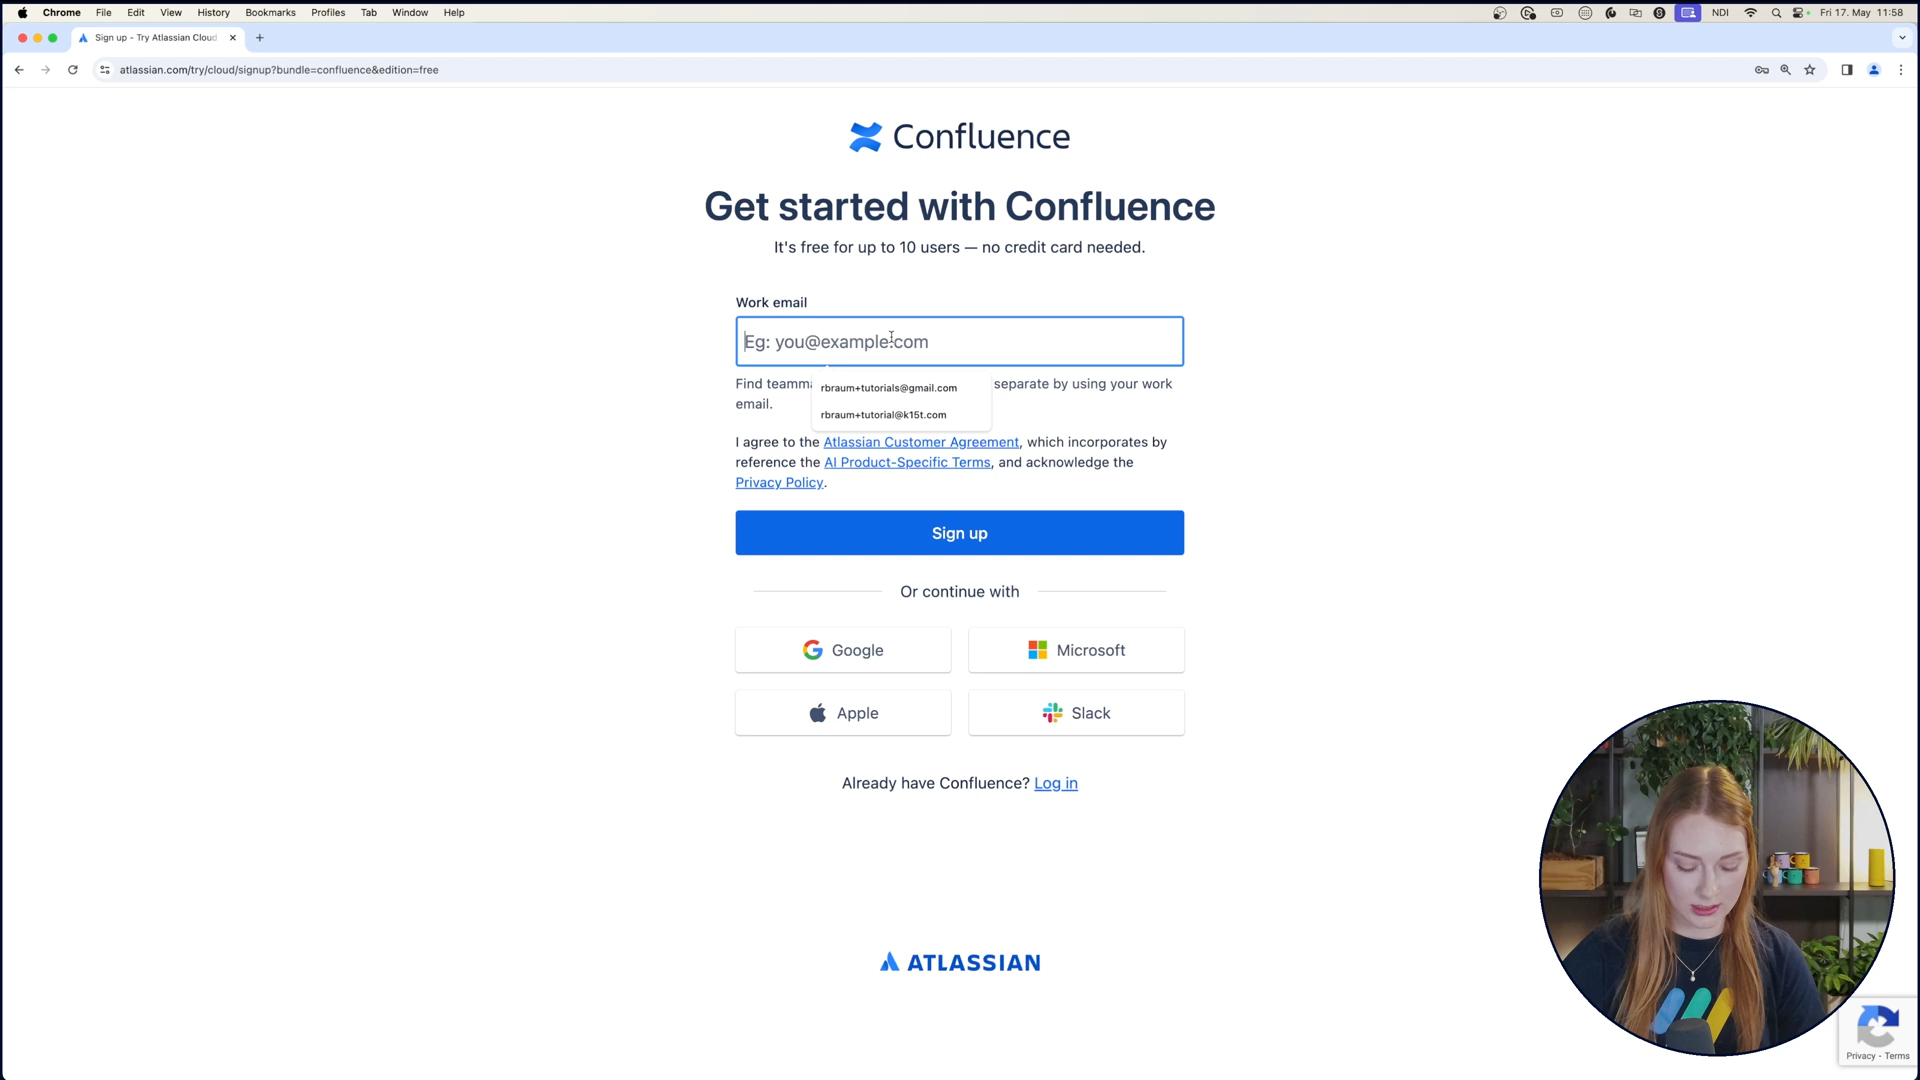 Chrome File Edit View History Bookmarks Profiles Tab Window Help NDI Fri 17. May 11:58
Sign up - Try Atlassian Cloud
atlassian.com/try/cloud/signup?bundle=confluence&edition=free
Confluence
Get started with Confluence
It's free for up to 10 users — no credit card needed.
Work email
Eg: you@example.com
Find teamma separate by using your work
email.
rbraum+tutorials@gmail.com
rbraum+tutorial@k15t.com
I agree to the Atlassian Customer Agreement, which incorporates by
reference the AI Product-Specific Terms, and acknowledge the
Privacy Policy.
Sign up
Or continue with
Google Microsoft
Apple Slack
Already have Confluence? Log in
ATLASSIAN
Privacy - Terms